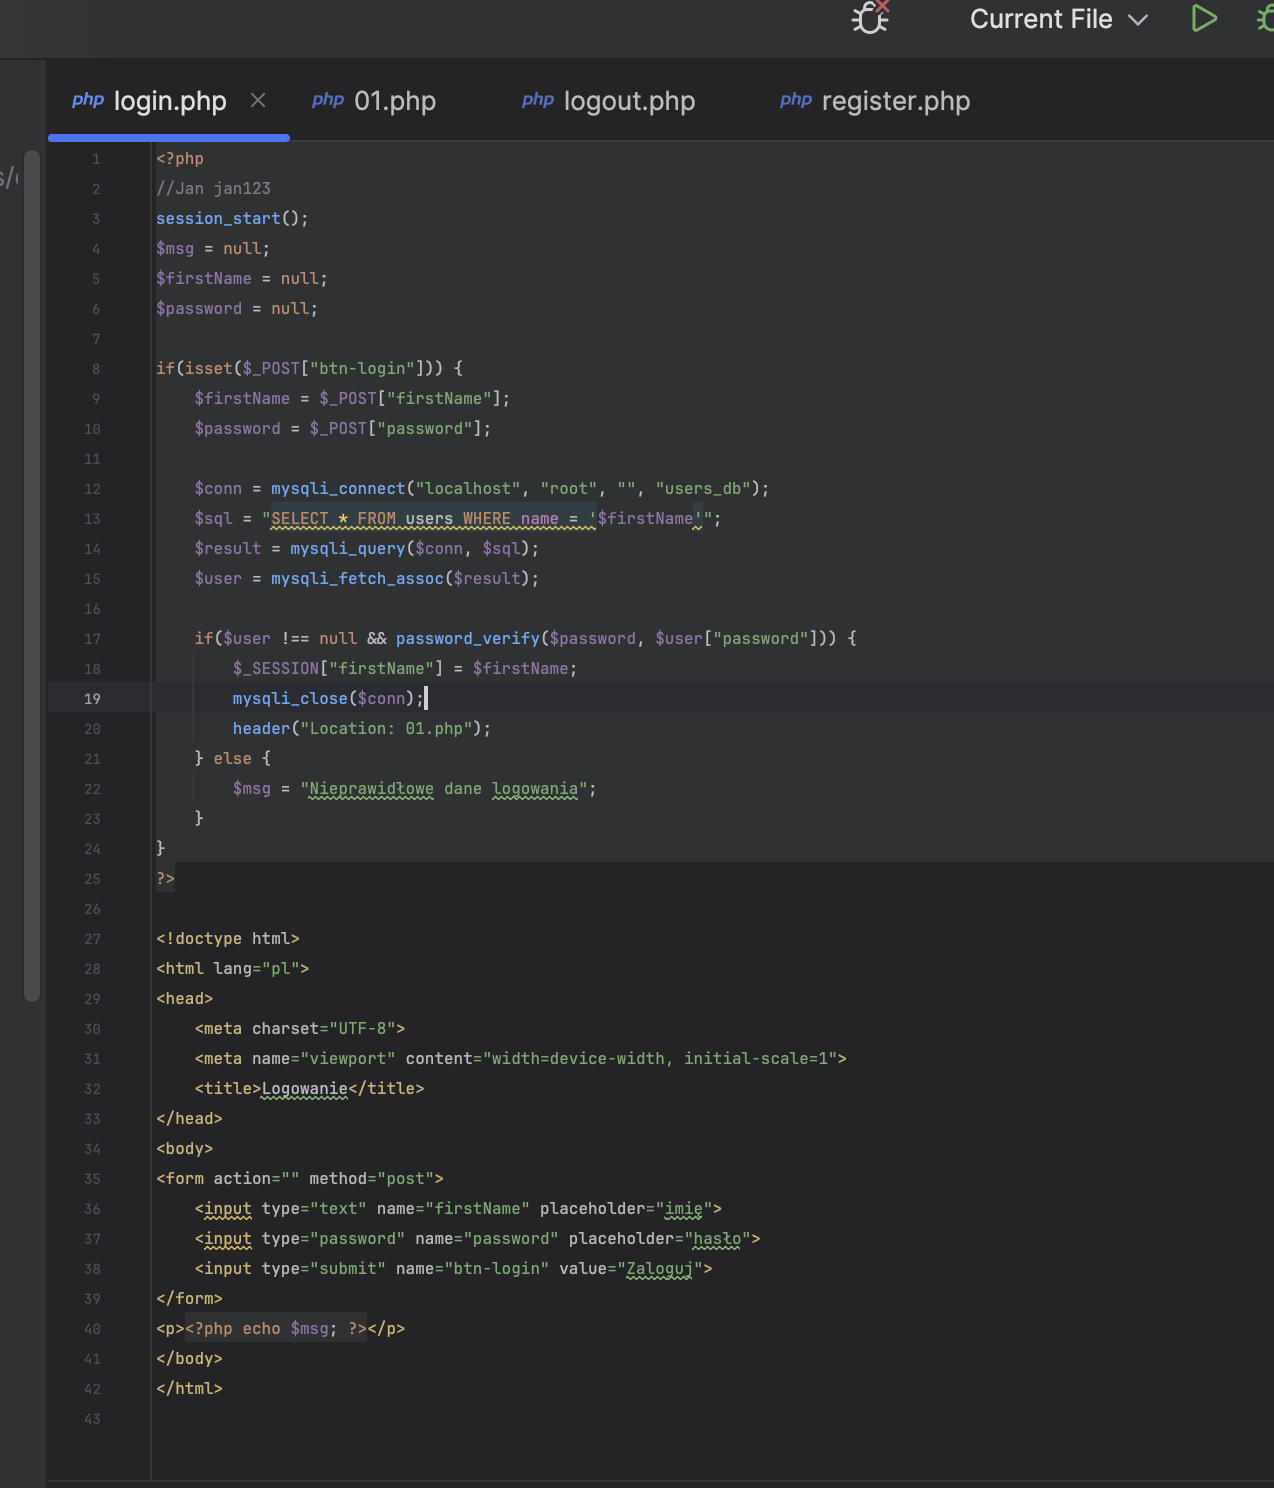 Current File
php login.php
php 01.php
php logout.php
php register.php
1 <?php
2 //Jan jan123
3 session_start();
4 $msg = null;
5 $firstName = null;
6 $password = null;
7
8 if(isset($_POST["btn-login"])) {
9     $firstName = $_POST["firstName"];
10     $password = $_POST["password"];
11
12     $conn = mysqli_connect("localhost", "root", "", "users_db");
13     $sql = "SELECT * FROM users WHERE name = '$firstName'";
14     $result = mysqli_query($conn, $sql);
15     $user = mysqli_fetch_assoc($result);
16
17     if($user !== null && password_verify($password, $user["password"])) {
18         $_SESSION["firstName"] = $firstName;
19         mysqli_close($conn);
20         header("Location: 01.php");
21     } else {
22         $msg = "Nieprawidłowe dane logowania";
23     }
24 }
25 ?>
26
27 <!doctype html>
28 <html lang="pl">
29 <head>
30     <meta charset="UTF-8">
31     <meta name="viewport" content="width=device-width, initial-scale=1">
32     <title>Logowanie</title>
33 </head>
34 <body>
35 <form action="" method="post">
36     <input type="text" name="firstName" placeholder="imię">
37     <input type="password" name="password" placeholder="hasło">
38     <input type="submit" name="btn-login" value="Zaloguj">
39 </form>
40 <p><?php echo $msg; ?></p>
41 </body>
42 </html>
43